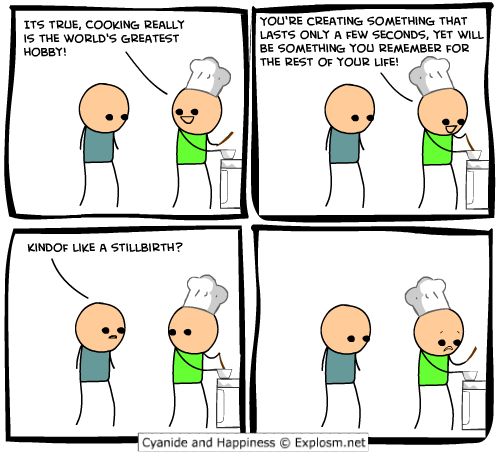 ITS TRUE, COOKING REALLY
IS THE WORLD'S GREATEST
HOBBY!
YOU'RE CREATING SOMETHING THAT
LASTS ONLY A FEW SECONDS, YET WILL
BE SOMETHING YOU REMEMBER FOR
THE REST OF YOUR LIFE!
KINDOF LIKE A STILLBIRTH?
Cyanide and Happiness © Explosm.net